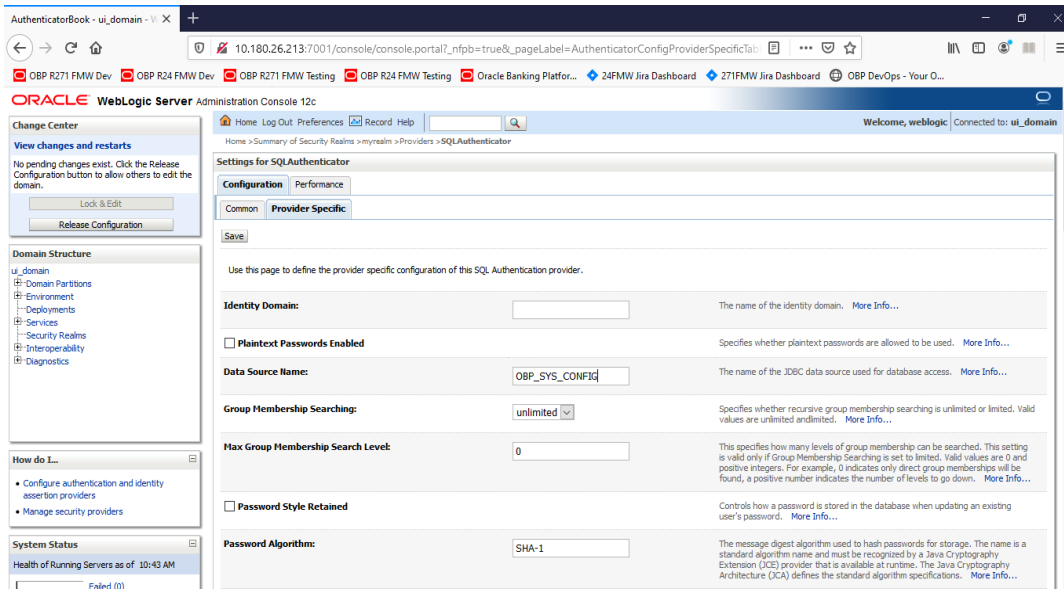 AuthenticatorBook - ui_domain - W
10.180.26.213:7001/console/console.portal?_nfpb=true&_pageLabel=AuthenticatorConfigProviderSpecificTab
OBP R271 FMW Dev OBP R24 FMW Dev OBP R271 FMW Testing OBP R24 FMW Testing Oracle Banking Platfor... 24FMW Jira Dashboard 271FMW Jira Dashboard OBP DevOps - Your O...
ORACLE WebLogic Server Administration Console 12c
Change Center
View changes and restarts
No pending changes exist. Click the Release
Configuration button to allow others to edit the
domain.
Lock & Edit
Release Configuration
Domain Structure
ui_domain
Domain Partitions
Environment
Deployments
Services
Security Realms
Interoperability
Diagnostics
How do I...
Configure authentication and identity
assertion providers
Manage security providers
System Status
Health of Running Servers as of 10:43 AM
Failed (0)
Home Log Out Preferences Record Help
Welcome, weblogic Connected to: ui_domain
Home >Summary of Security Realms >myrealm >Providers >SQLAuthenticator
Settings for SQLAuthenticator
Configuration Performance
Common Provider Specific
Save
Use this page to define the provider specific configuration of this SQL Authentication provider.
Identity Domain:
The name of the identity domain. More Info...
Plaintext Passwords Enabled
Specifies whether plaintext passwords are allowed to be used. More Info...
Data Source Name:
OBP_SYS_CONFIG
The name of the JDBC data source used for database access. More Info...
Group Membership Searching:
unlimited
Specifies whether recursive group membership searching is unlimited or limited. Valid
values are unlimited andlimited. More Info...
Max Group Membership Search Level:
0
This specifies how many levels of group membership can be searched. This setting
is valid only if Group Membership Searching is set to limited. Valid values are 0 and
positive integers. For example, 0 indicates only direct group memberships will be
found, a positive number indicates the number of levels to go down. More Info...
Password Style Retained
Controls how a password is stored in the database when updating an existing
user's password. More Info...
Password Algorithm:
SHA-1
The message digest algorithm used to hash passwords for storage. The name is a
standard algorithm name and must be recognized by a Java Cryptography
Extension (JCE) provider that is available at runtime. The Java Cryptography
Architecture (JCA) defines the standard algorithm specifications. More Info...